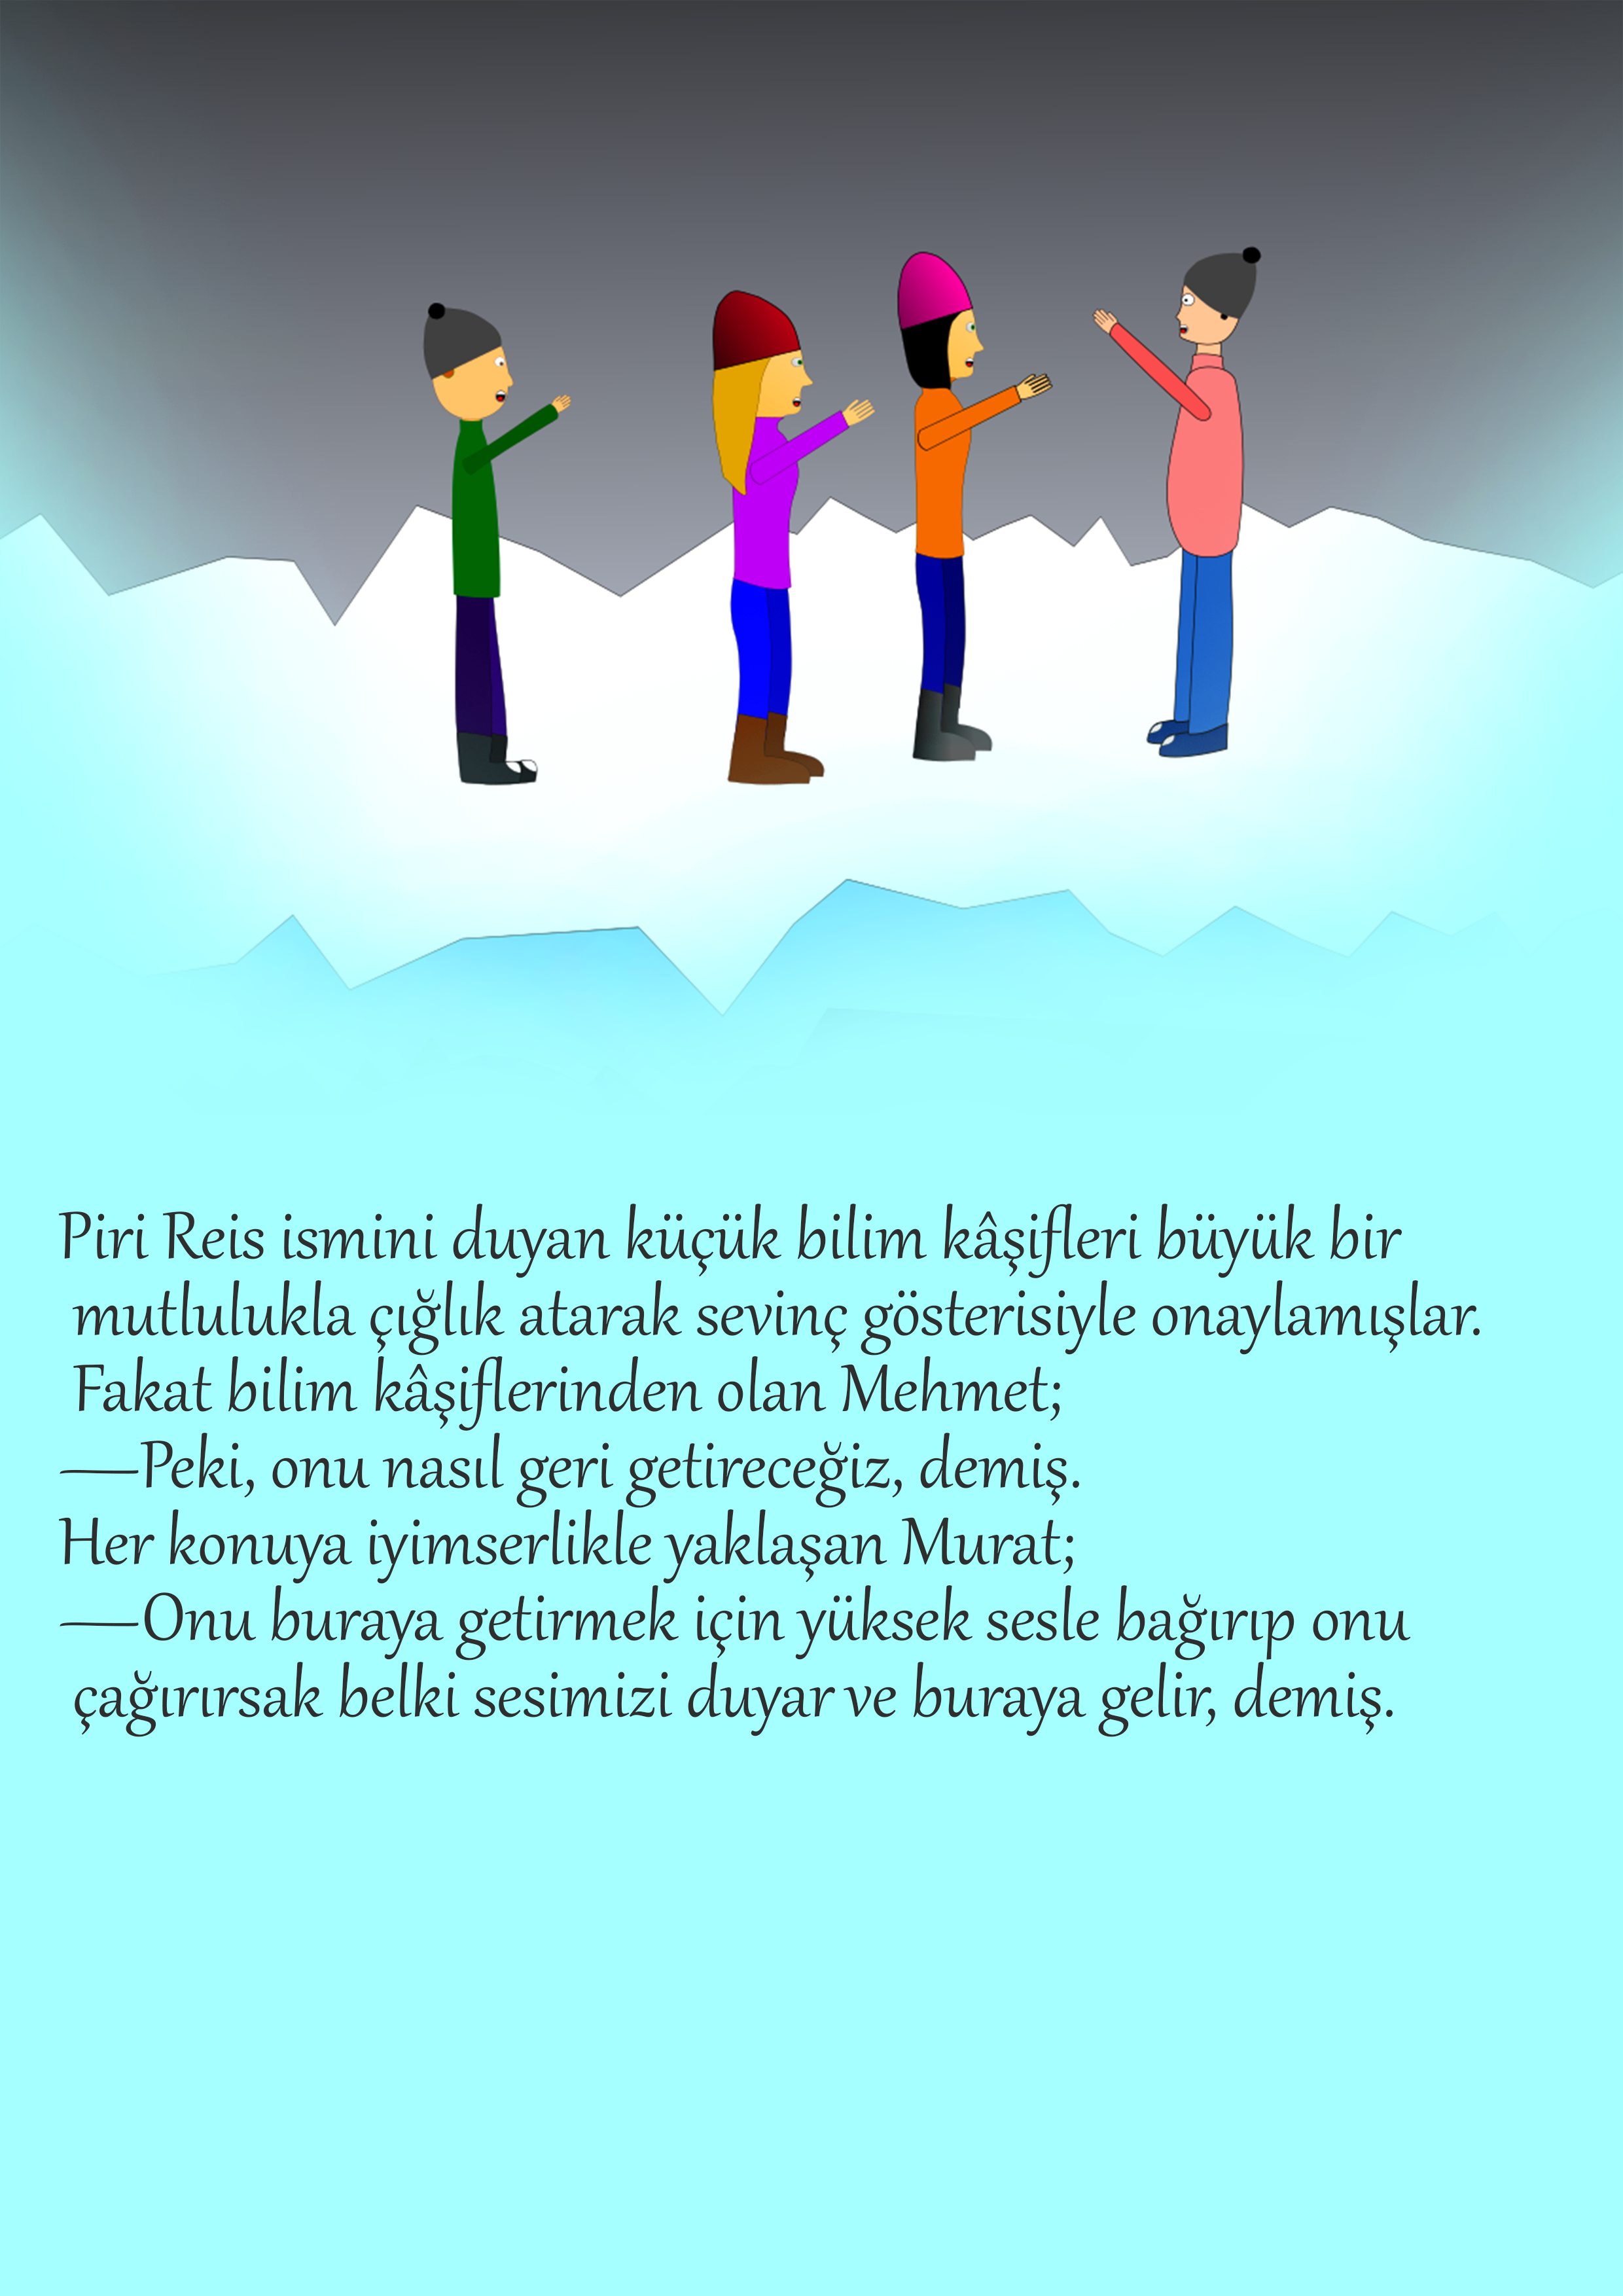 Piri Reis ismini duyan küçük bilim kâşifleri büyük bir
mutlulukla çığlık atarak sevinç gösterisiyle onaylamışlar.
Fakat bilim kâşiflerinden olan Mehmet;
—Peki, onu nasıl geri getireceğiz, demiş.
Her konuya iyimserlikle yaklaşan Murat;
—Onu buraya getirmek için yüksek sesle bağırıp onu
çağırırsak belki sesimizi duyar ve buraya gelir, demiş.